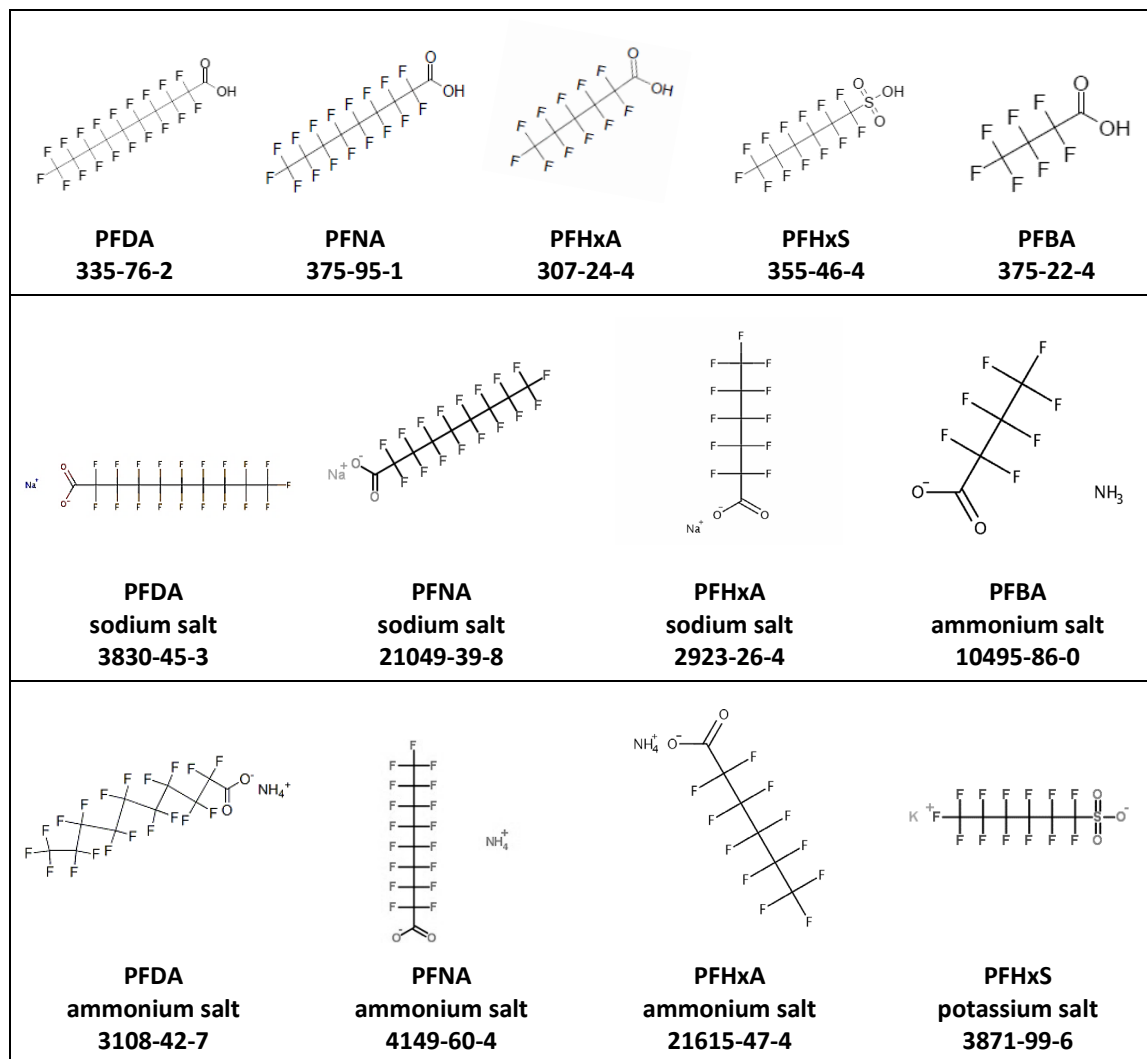 PFDA
335-76-2
PFNA
375-95-1
PFHxA
307-24-4
PFHxS
355-46-4
PFBA
375-22-4
PFDA
sodium salt
3830-45-3
PFNA
sodium salt
21049-39-8
PFHxA
sodium salt
2923-26-4
PFBA
ammonium salt
10495-86-0
PFDA
ammonium salt
3108-42-7
PFNA
ammonium salt
4149-60-4
PFHxA
ammonium salt
21615-47-4
PFHxS
potassium salt
3871-99-6